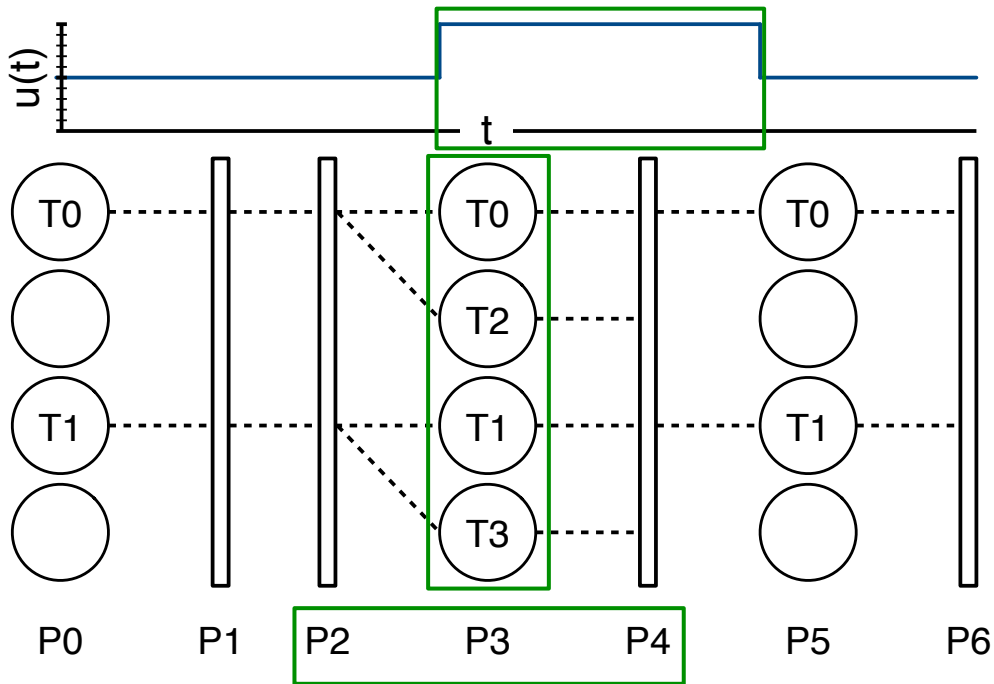 u(t)
t
T0 T0 T0
T2
T1 T1 T1
T3
P0 P1 P2 P3 P4 P5 P6